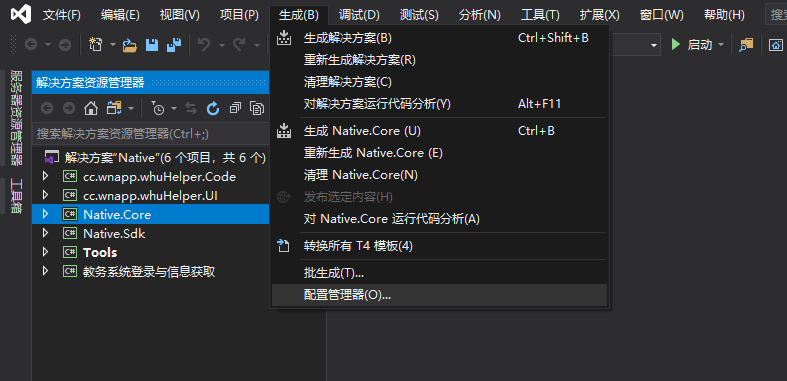 文件(F) 编辑(E) 视图(V) 项目(P) 生成(B) 调试(D) 测试(S) 分析(N) 工具(T) 扩展(X) 窗口(W) 帮助(H) 搜索
启动
服务器资源管理器
工具箱
解决方案资源管理器
搜索解决方案资源管理器(Ctrl+;)
解决方案"Native"(6 个项目，共 6 个)
cc.wnapp.whuHelper.Code
cc.wnapp.whuHelper.UI
Native.Core
Native.Sdk
Tools
教务系统登录与信息获取
生成解决方案(B) Ctrl+Shift+B
重新生成解决方案(R)
清理解决方案(C)
对解决方案运行代码分析(Y) Alt+F11
生成 Native.Core (U) Ctrl+B
重新生成 Native.Core (E)
清理 Native.Core(N)
发布选定内容(H)
对 Native.Core 运行代码分析(A)
转换所有 T4 模板(4)
批生成(T)...
配置管理器(O)...